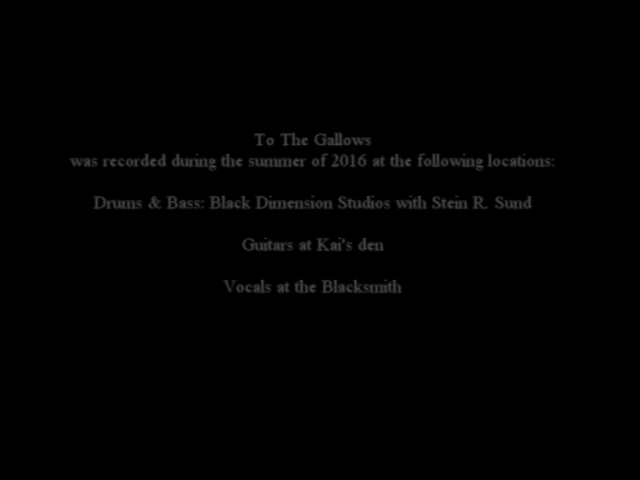 To The Gallows
was recorded during the summer of 2016 at the following locations:
Drums & Bass: Black Dimension Studios with Stein R. Sund
Guitars at Kai's den
Vocals at the Blacksmith